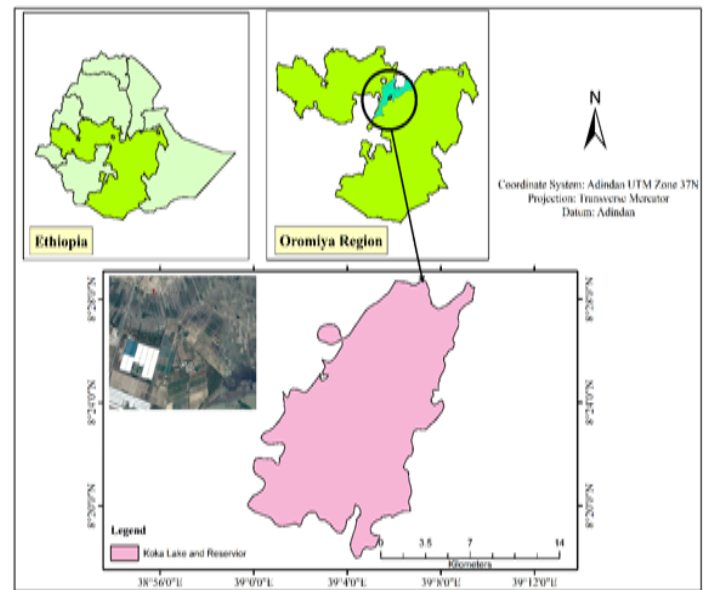 N
Coordinate System: Adindan UTM Zone 37N
Projection: Transverse Mercator
Datum: Adindan
Ethiopia
Oromiya Region
8°28'0"N
8°28'0"N
8°24'0"N
8°24'0"N
8°20'0"N
8°20'0"N
Legend
Koka Lake and Reservior
0 3.5 7 14
Kilometers
38°56'0"E 39°0'0"E 39°4'0"E 39°8'0"E 39°12'0"E